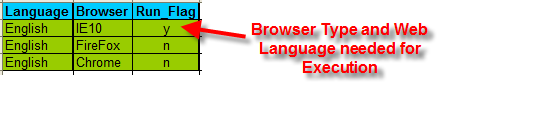 Language Browser Run_Flag
English IE10 y
English FireFox n
English Chrome n
Browser Type and Web
Language needed for
Execution